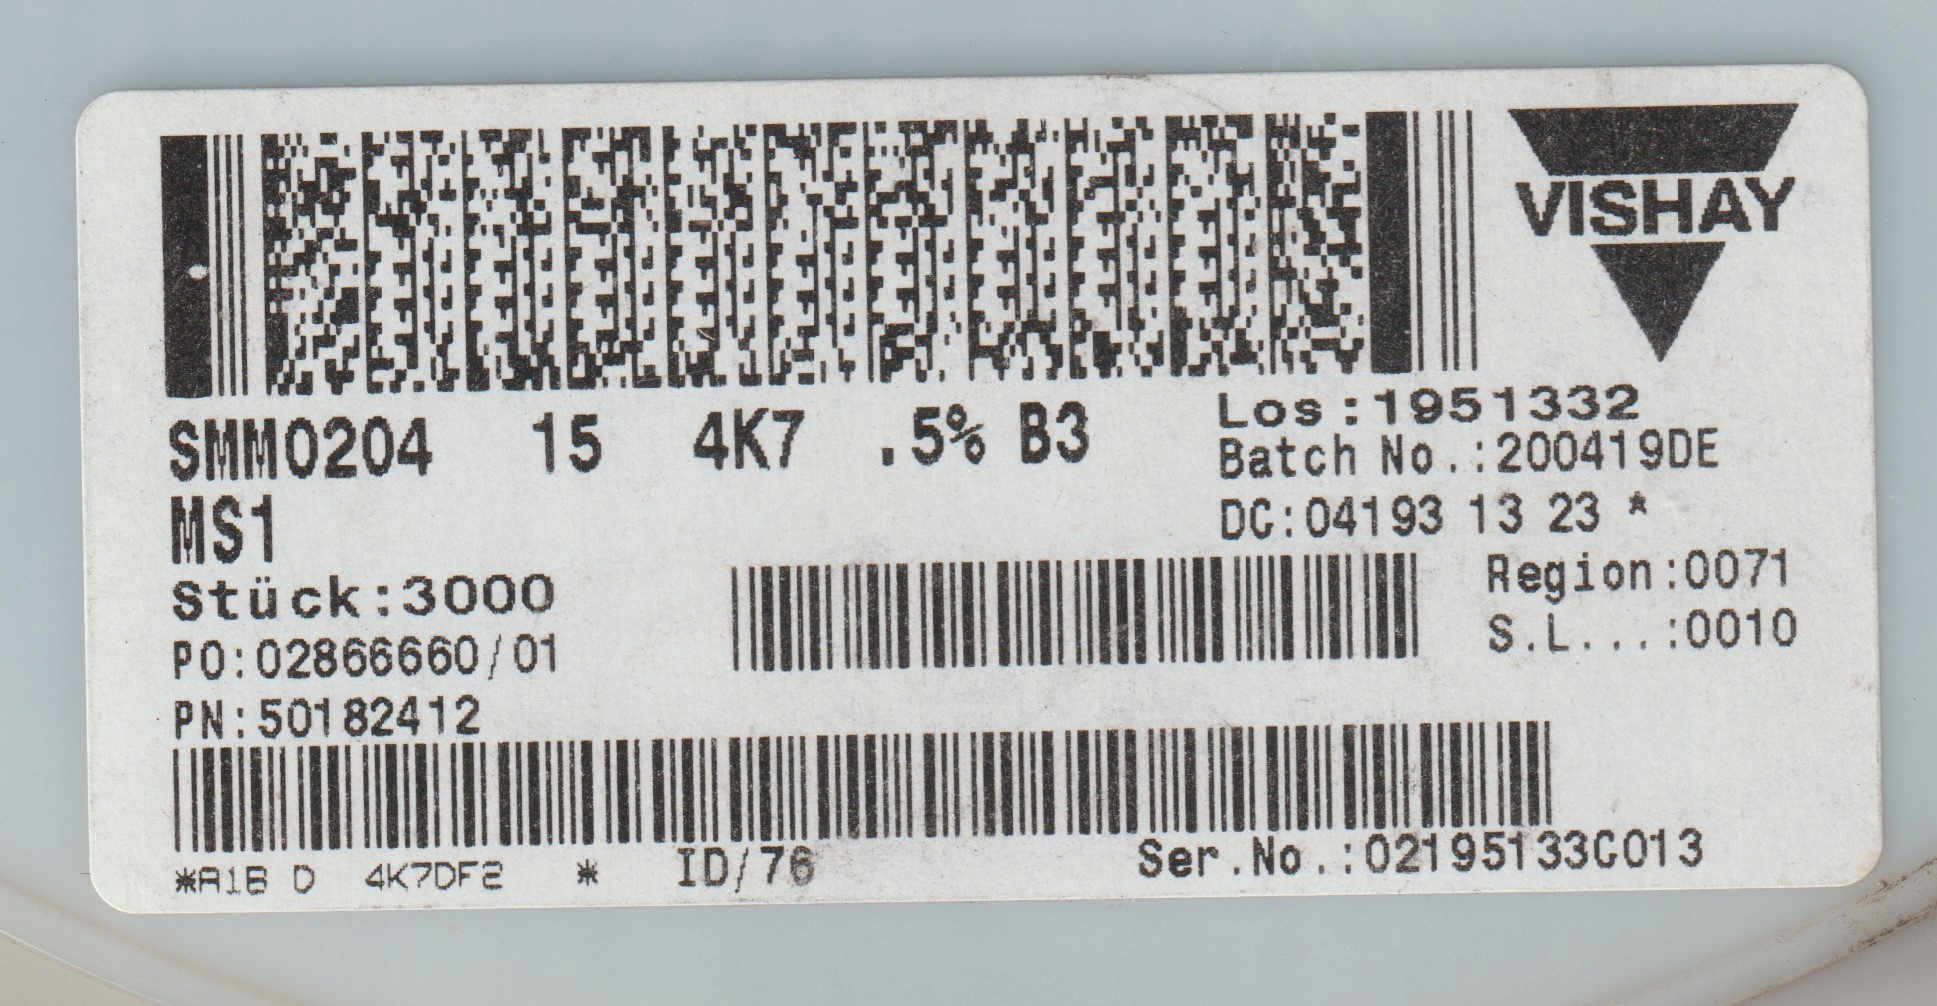 VISHAY
SMM0204 15 4K7 .5% B3
MS1
Los:1951332
Batch No.:200419DE
DC:04193 13 23 *
Stück:3000
PO:02866660/01
PN:50182412
Region:0071
S.L...:0010
*A1B D 4K7DF2 * ID/76
Ser.No.:02195133C013